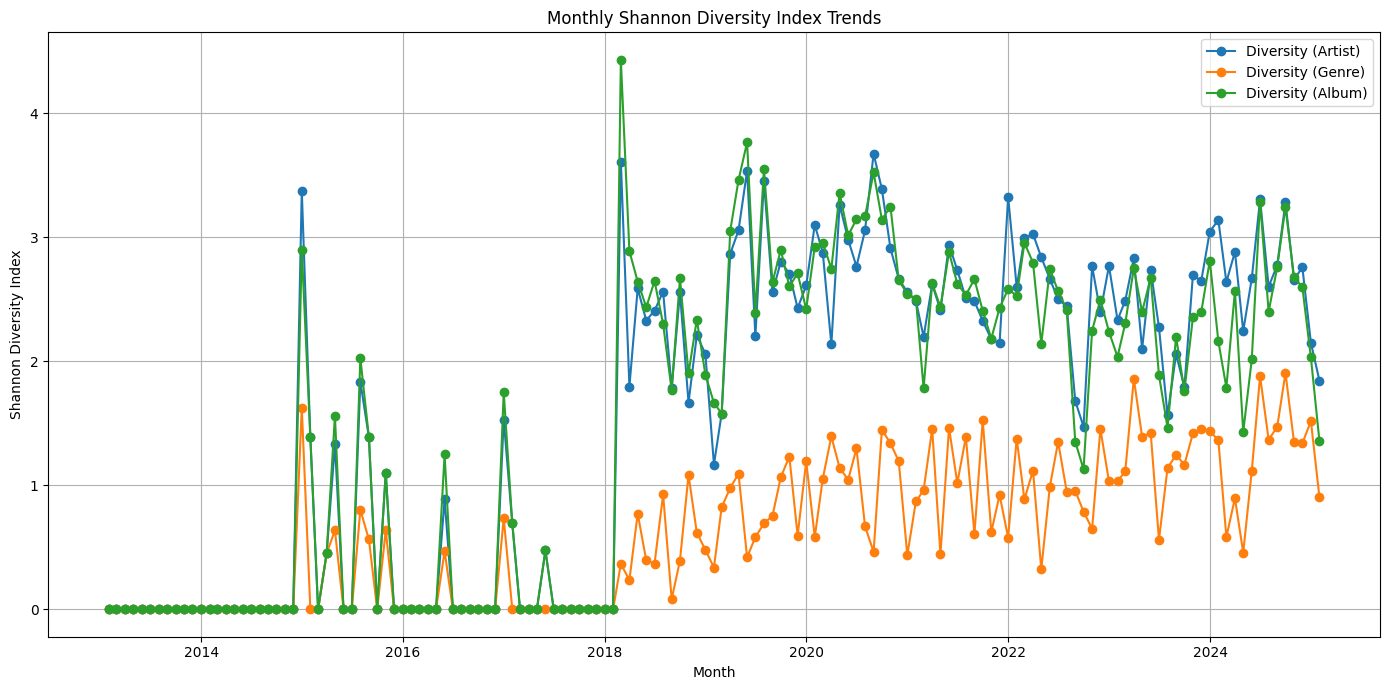 Monthly Shannon Diversity Index Trends
Diversity (Artist)
Diversity (Genre)
Diversity (Album)
Shannon Diversity Index
4
3
2
1
0
2014 2016 2018 2020 2022 2024
Month